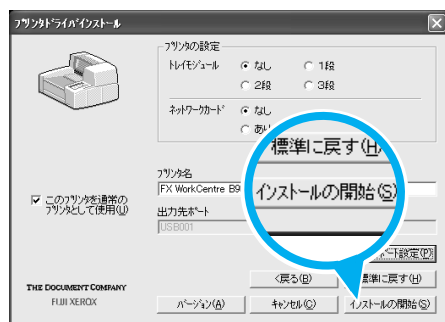 プリンタドライバインストール
プリンタの設定
トレイモジュール なし 1段
2段 3段
ネットワークカード なし
標準に戻す(H)
プリンタ名
FX WorkCentre B9
インストールの開始(S)
このプリンタを通常の
プリンタとして使用(U)
出力先ポート
USB001
ポート設定(P)
<戻る(B) 標準に戻す(H)
THE DOCUMENT COMPANY
FUJI XEROX
バージョン(A) キャンセル(C) インストールの開始(S)